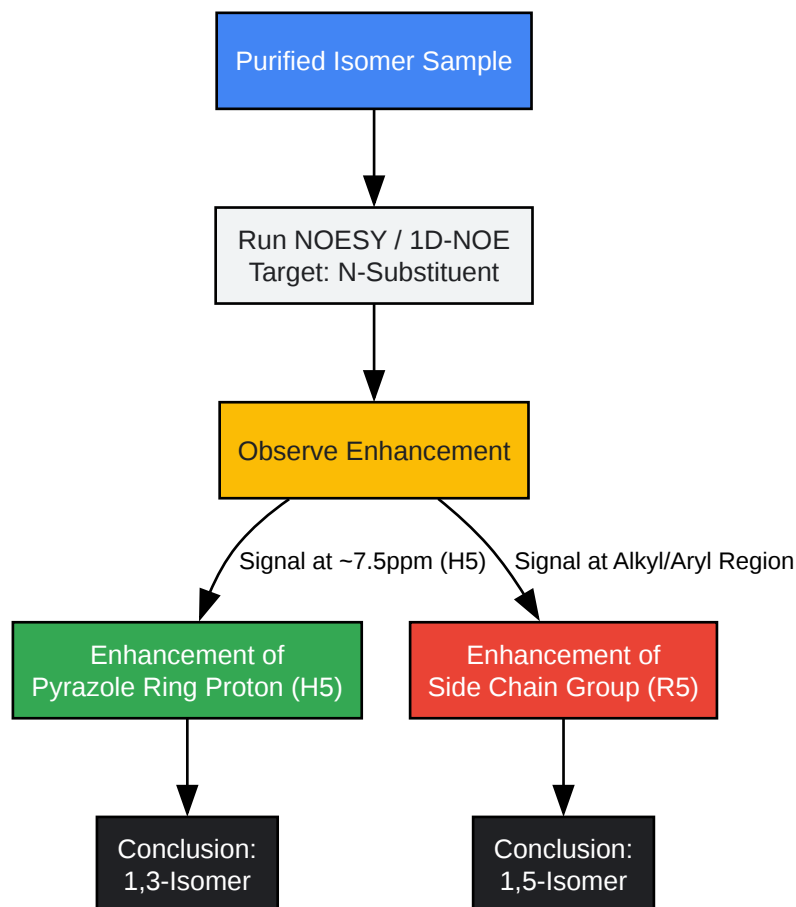 Purified Isomer Sample
Run NOESY / 1D-NOE
Target: N-Substituent
Observe Enhancement
Signal at ~7.5ppm (H5)
Signal at Alkyl/Aryl Region
Enhancement of
Pyrazole Ring Proton (H5)
Enhancement of
Side Chain Group (R5)
Conclusion:
1,3-Isomer
Conclusion:
1,5-Isomer